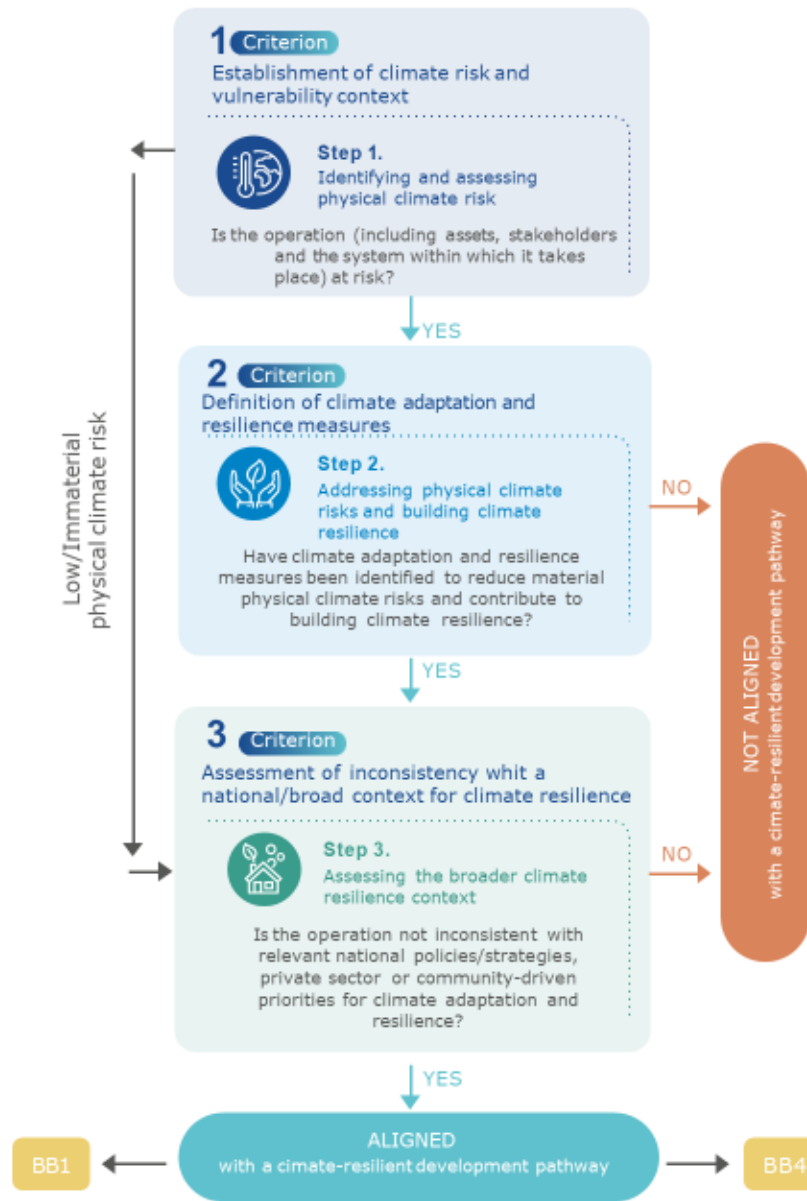 1 Criterion
Establishment of climate risk and
vulnerability context
Step 1.
Identifying and assessing
physical climate risk
Is the operation (including assets, stakeholders
and the system within which it takes
place) at risk?
YES
Low/Immaterial
physical climate risk
2 Criterion
Definition of climate adaptation and
resilience measures
Step 2.
Addressing physical climate
risks and building climate
resilience
Have climate adaptation and resilience
measures been identified to reduce material
physical climate risks and contribute to
building climate resilience?
NO
YES
NOT ALIGNED
with a cimate-resilient development pathway
3 Criterion
Assessment of inconsistency whit a
national/broad context for climate resilience
Step 3.
Assessing the broader climate
resilience context
Is the operation not inconsistent with
relevant national policies/strategies,
private sector or community-driven
priorities for climate adaptation and
resilience?
NO
YES
ALIGNED
with a cimate-resilient development pathway
BB1
BB4